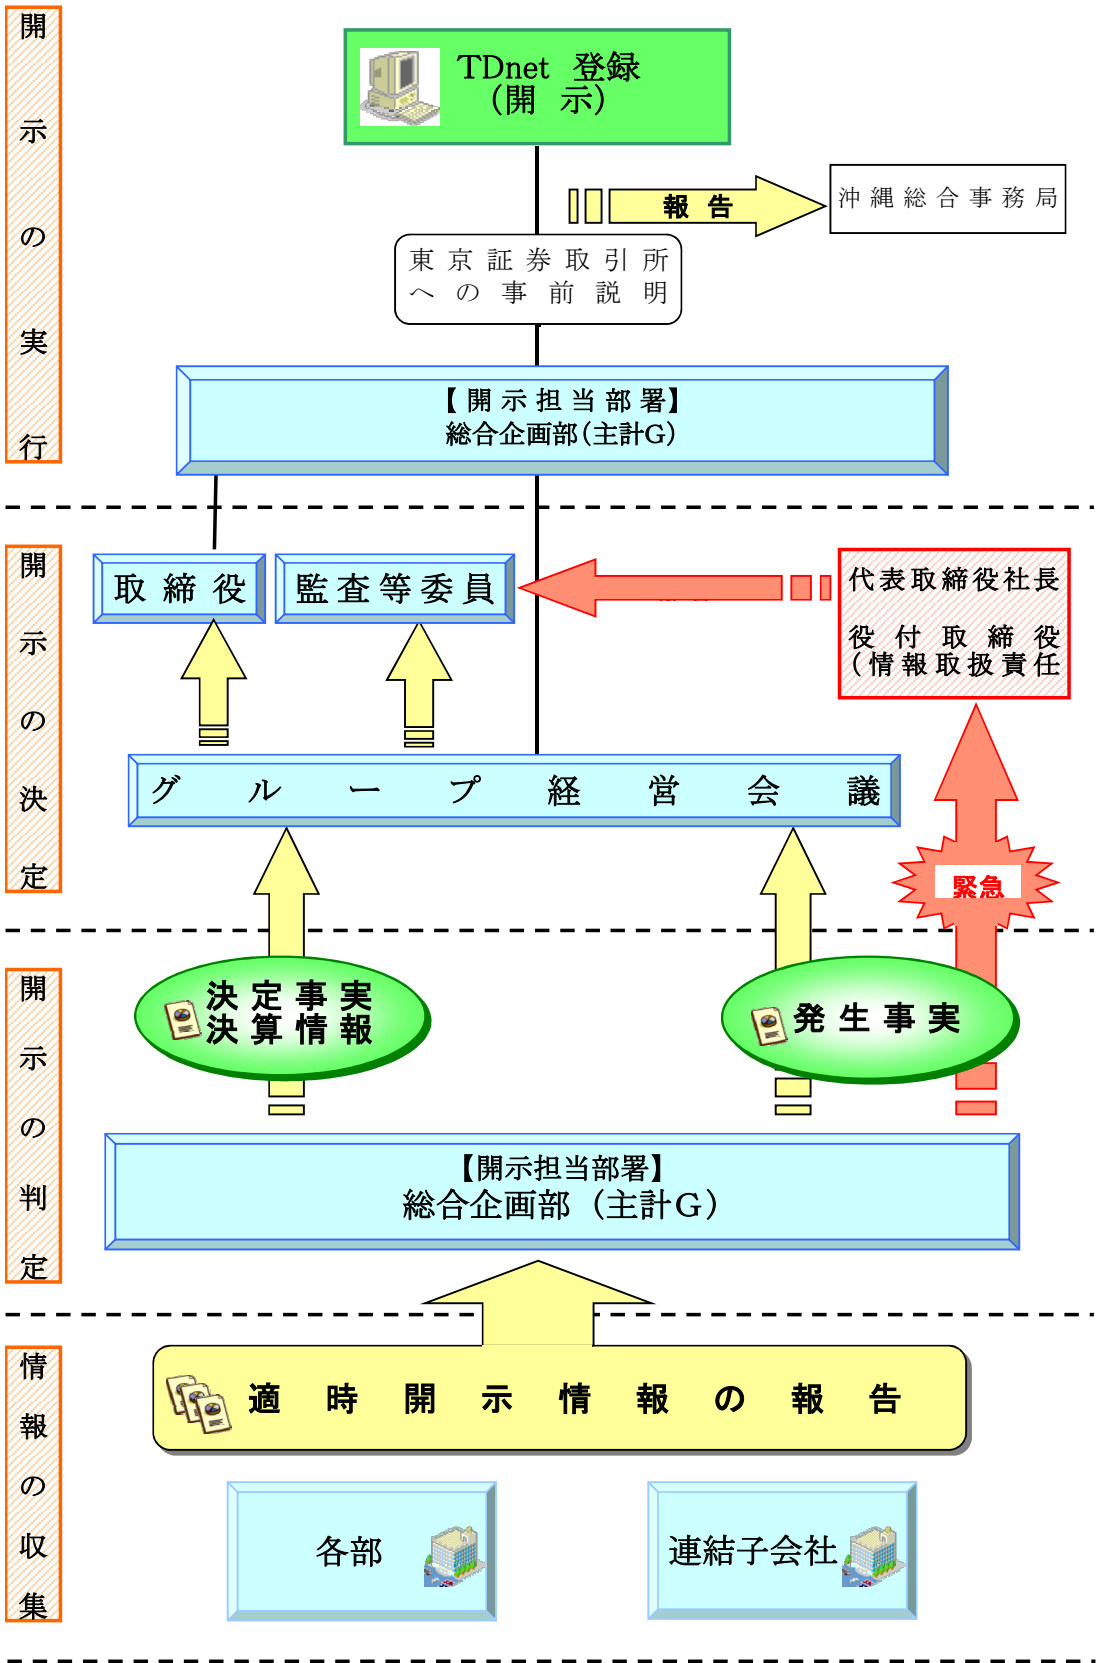 開示の実行
TDnet 登録
（開 示）
報 告
沖縄総合事務局
東京証券取引所
への事前説明
【開示担当部署】
総合企画部（主計G）
開示の決定
取締役
監査等委員
代表取締役社長
役付取締役
（情報取扱責任
グループ経営会議
緊急
開示の判定
決定事実
決算情報
発生事実
【開示担当部署】
総合企画部（主計G）
情報の収集
適時開示情報の報告
各部
連結子会社